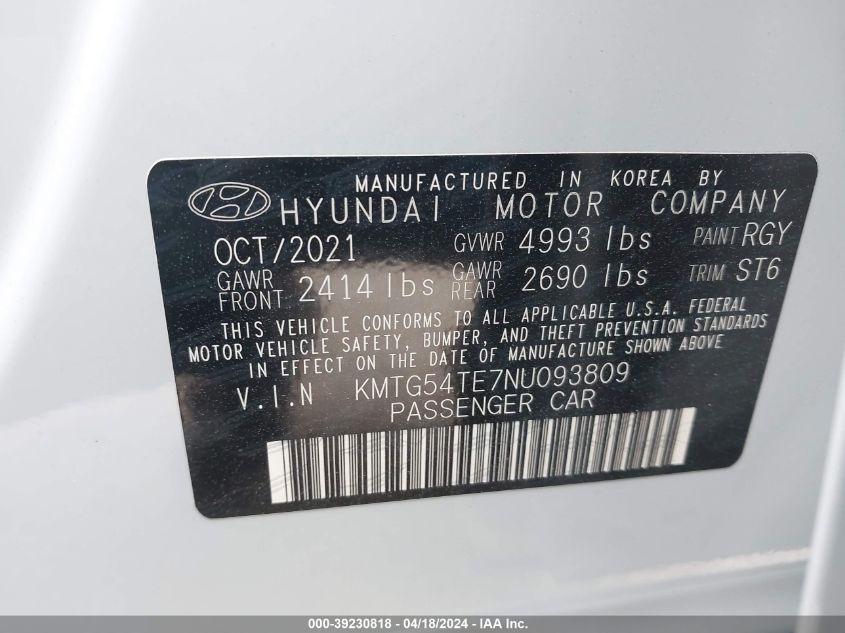 MANUFACTURED IN KOREA BY
HYUNDAI MOTOR COMPANY
OCT/2021 GVWR 4993 lbs PAINT RGY
GAWR FRONT 2414 lbs GAWR REAR 2690 lbs TRIM ST6
THIS VEHICLE CONFORMS TO ALL APPLICABLE U.S.A. FEDERAL
MOTOR VEHICLE SAFETY, BUMPER, AND THEFT PREVENTION STANDARDS
IN EFFECT ON THE DATE OF MANUFACTURE SHOWN ABOVE.
V.I.N KMTG54TE7NU093809
PASSENGER CAR
000-39230818 - 04/18/2024 - IAA, Inc.